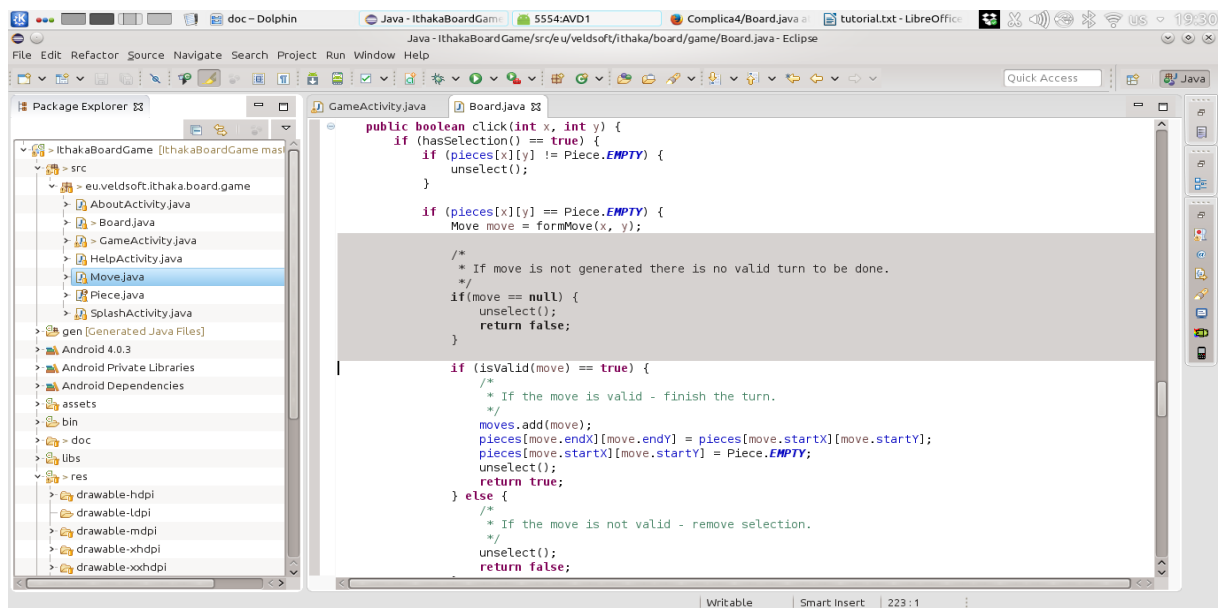 doc – Dolphin
Java - IthakaBoardGame
5554:AVD1
Complica4/Board.java a
tutorial.txt - LibreOffice
us
19:30
Java - IthakaBoardGame/src/eu/veldsoft/ithaka/board/game/Board.java - Eclipse
File Edit Refactor Source Navigate Search Project Run Window Help
Quick Access
Java
Package Explorer
> IthakaBoardGame [IthakaBoardGame mast
> src
> eu.veldsoft.ithaka.board.game
AboutActivity.java
> Board.java
> GameActivity.java
HelpActivity.java
Move.java
Piece.java
SplashActivity.java
gen [Generated Java Files]
Android 4.0.3
Android Private Libraries
Android Dependencies
assets
bin
> doc
libs
> res
drawable-hdpi
drawable-ldpi
drawable-mdpi
drawable-xhdpi
drawable-xxhdpi
GameActivity.java
Board.java
public boolean click(int x, int y) {
if (hasSelection() == true) {
if (pieces[x][y] != Piece.EMPTY) {
unselect();
}
if (pieces[x][y] == Piece.EMPTY) {
Move move = formMove(x, y);
/*
* If move is not generated there is no valid turn to be done.
*/
if(move == null) {
unselect();
return false;
}
if (isValid(move) == true) {
/*
* If the move is valid - finish the turn.
*/
moves.add(move);
pieces[move.endX][move.endY] = pieces[move.startX][move.startY];
pieces[move.startX][move.startY] = Piece.EMPTY;
unselect();
return true;
} else {
/*
* If the move is not valid - remove selection.
*/
unselect();
return false;
Writable
Smart Insert
223 : 1